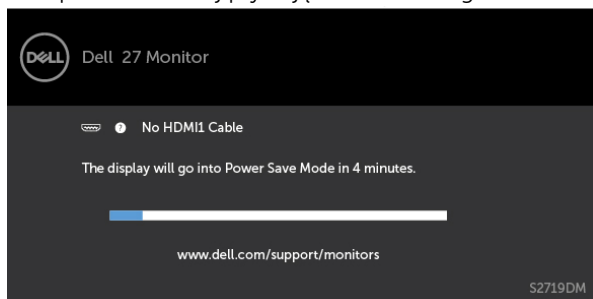 DELL
Dell 27 Monitor
? No HDMI1 Cable
The display will go into Power Save Mode in 4 minutes.
www.dell.com/support/monitors
S2719DM